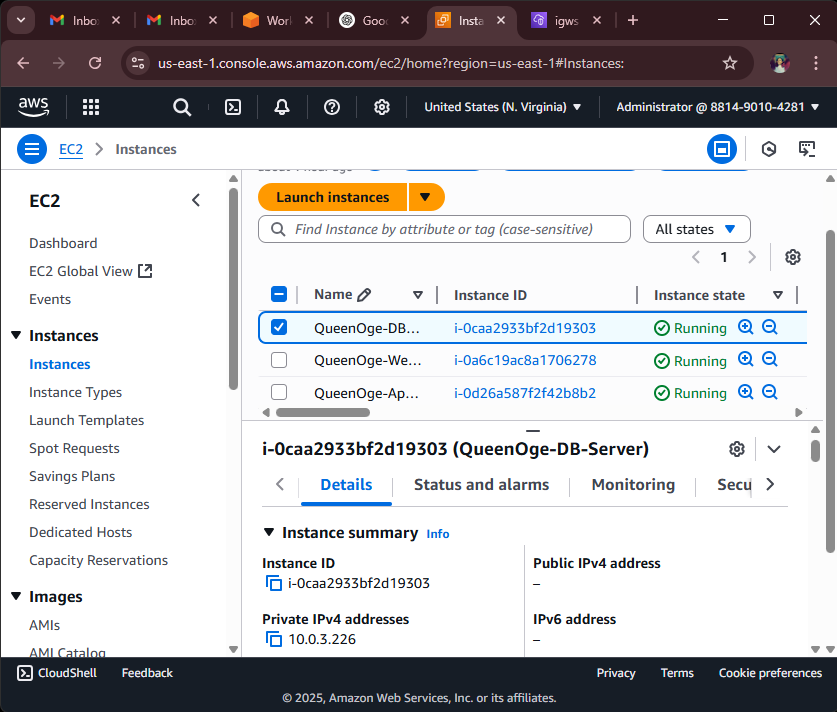 Inbo
Inbo
Work
Goo
Insta
igws
us-east-1.console.aws.amazon.com/ec2/home?region=us-east-1#Instances:
aws
United States (N. Virginia)
Administrator @ 8814-9010-4281
EC2 > Instances
EC2
Dashboard
EC2 Global View
Events
Instances
Instances
Instance Types
Launch Templates
Spot Requests
Savings Plans
Reserved Instances
Dedicated Hosts
Capacity Reservations
Images
AMIs
AMI Catalog
Launch instances
Find Instance by attribute or tag (case-sensitive)
All states
1
Name Instance ID Instance state
QueenOge-DB... i-0caa2933bf2d19303 Running
QueenOge-We... i-0a6c19ac8a1706278 Running
QueenOge-Ap... i-0d26a587f2f42b8b2 Running
i-0caa2933bf2d19303 (QueenOge-DB-Server)
Details Status and alarms Monitoring Secu
Instance summary Info
Instance ID
i-0caa2933bf2d19303
Public IPv4 address
–
Private IPv4 addresses
10.0.3.226
IPv6 address
–
CloudShell Feedback Privacy Terms Cookie preferences
© 2025, Amazon Web Services, Inc. or its affiliates.